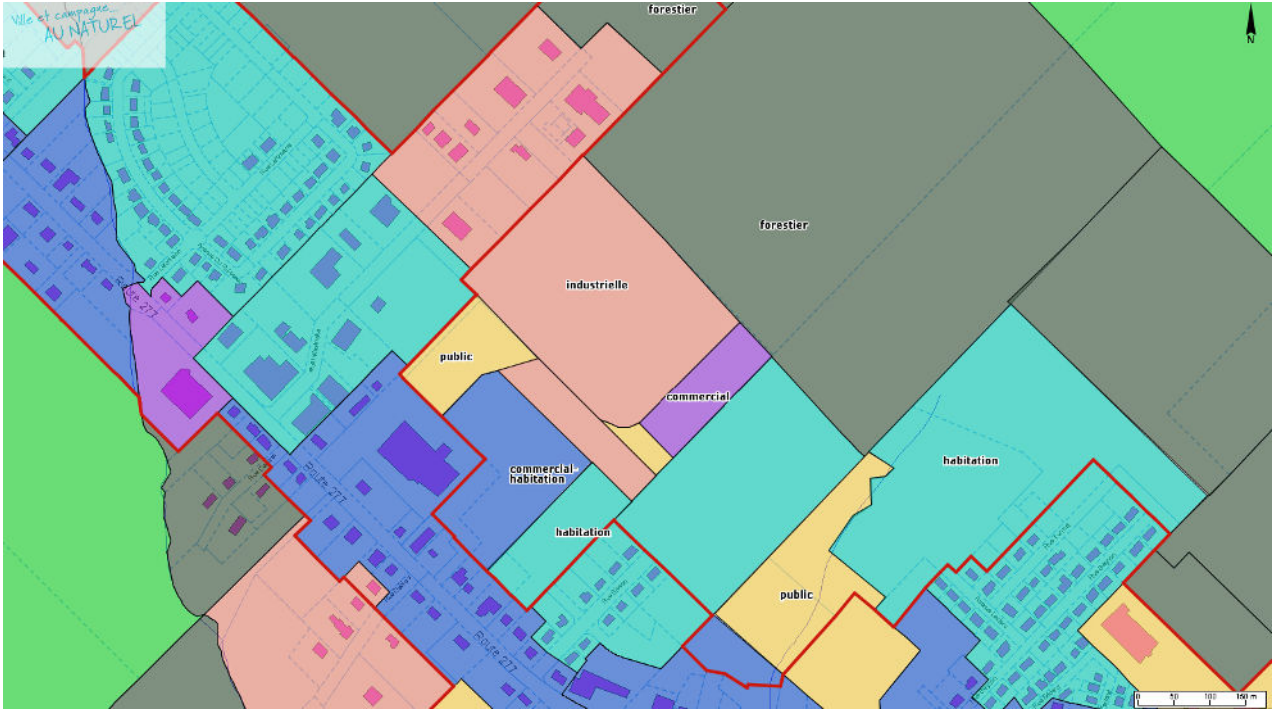 Ville et campagne...
AU NATUREL
forestier
N
forestier
industrielle
Route 277
public
commercial
commercial-
habitation
habitation
Route 277
habitation
public
Route 277
0 50 100 150 m